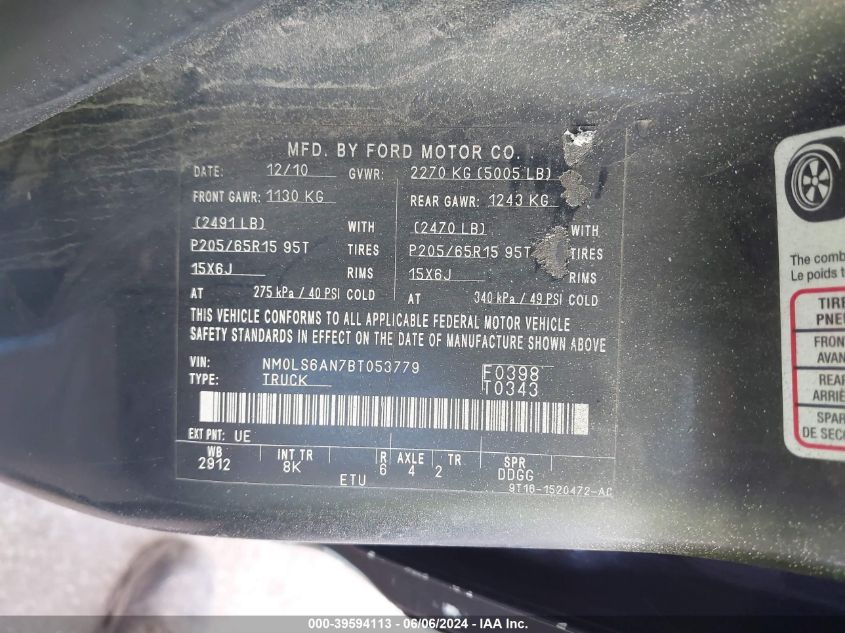 MFD. BY FORD MOTOR CO.
DATE: 12/10 GVWR: 2270 KG (5005 LB)
FRONT GAWR: 1130 KG REAR GAWR: 1243 KG
(2491 LB) WITH (2470 LB) WITH
P205/65R15 95T TIRES P205/65R15 95T TIRES
15X6J RIMS 15X6J RIMS
AT 275 kPa / 40 PSI COLD AT 340 kPa / 49 PSI COLD
THIS VEHICLE CONFORMS TO ALL APPLICABLE FEDERAL MOTOR VEHICLE
SAFETY STANDARDS IN EFFECT ON THE DATE OF MANUFACTURE SHOWN ABOVE
VIN: NM0LS6AN7BT053779 F0398
TYPE: TRUCK T0343
EXT PNT: UE
WB INT TR R AXLE TR SPR
2912 8K 6 4 2 DDGG
ETU 9T16-1520472-AC
The comb
Le poids t
TIRE
PNEU
FRON
AVAN
REAR
ARRIÈ
SPAR
DE SECO
000-39594113 - 06/06/2024 - IAAI.com